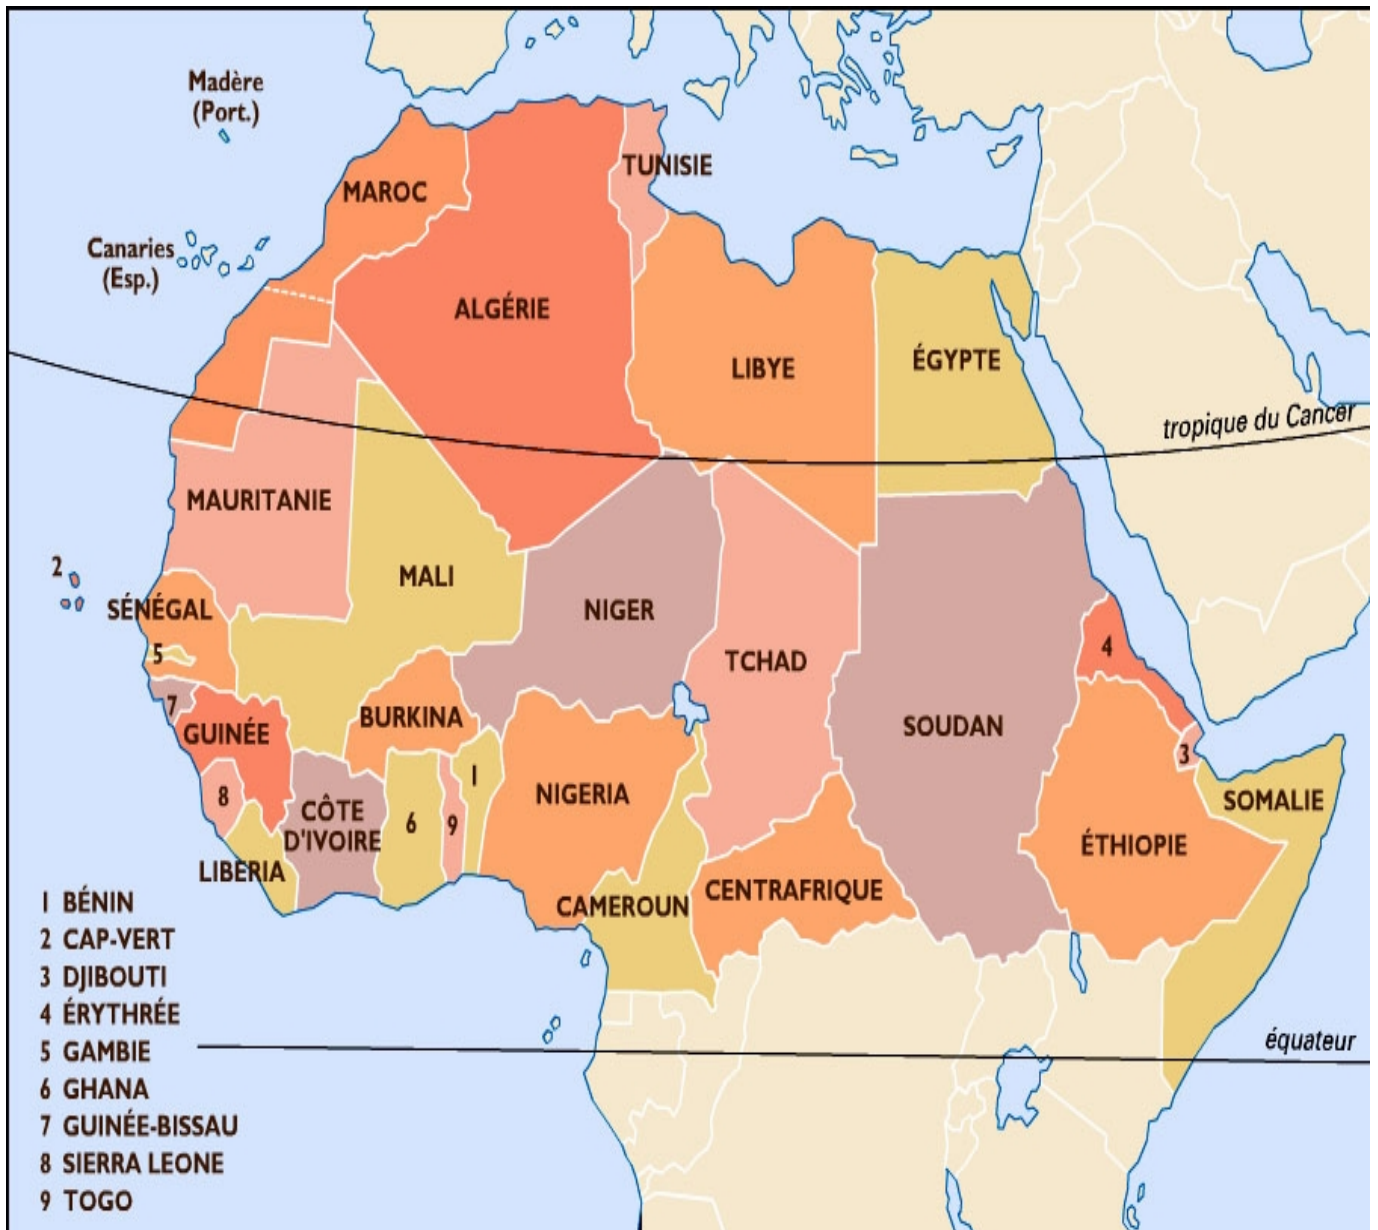 Madère
(Port.)
TUNISIE
MAROC
Canaries
(Esp.)
ALGÉRIE
LIBYE
ÉGYPTE
tropique du Cancer
MAURITANIE
2
MALI
SÉNÉGAL
NIGER
5
4
TCHAD
7
BURKINA
SOUDAN
GUINÉE
3
1
8
NIGERIA
SOMALIE
CÔTE
D'IVOIRE
6
9
ÉTHIOPIE
LIBERIA
CENTRAFRIQUE
CAMEROUN
1 BÉNIN
2 CAP-VERT
3 DJIBOUTI
4 ÉRYTHRÉE
5 GAMBIE
équateur
6 GHANA
7 GUINÉE-BISSAU
8 SIERRA LEONE
9 TOGO